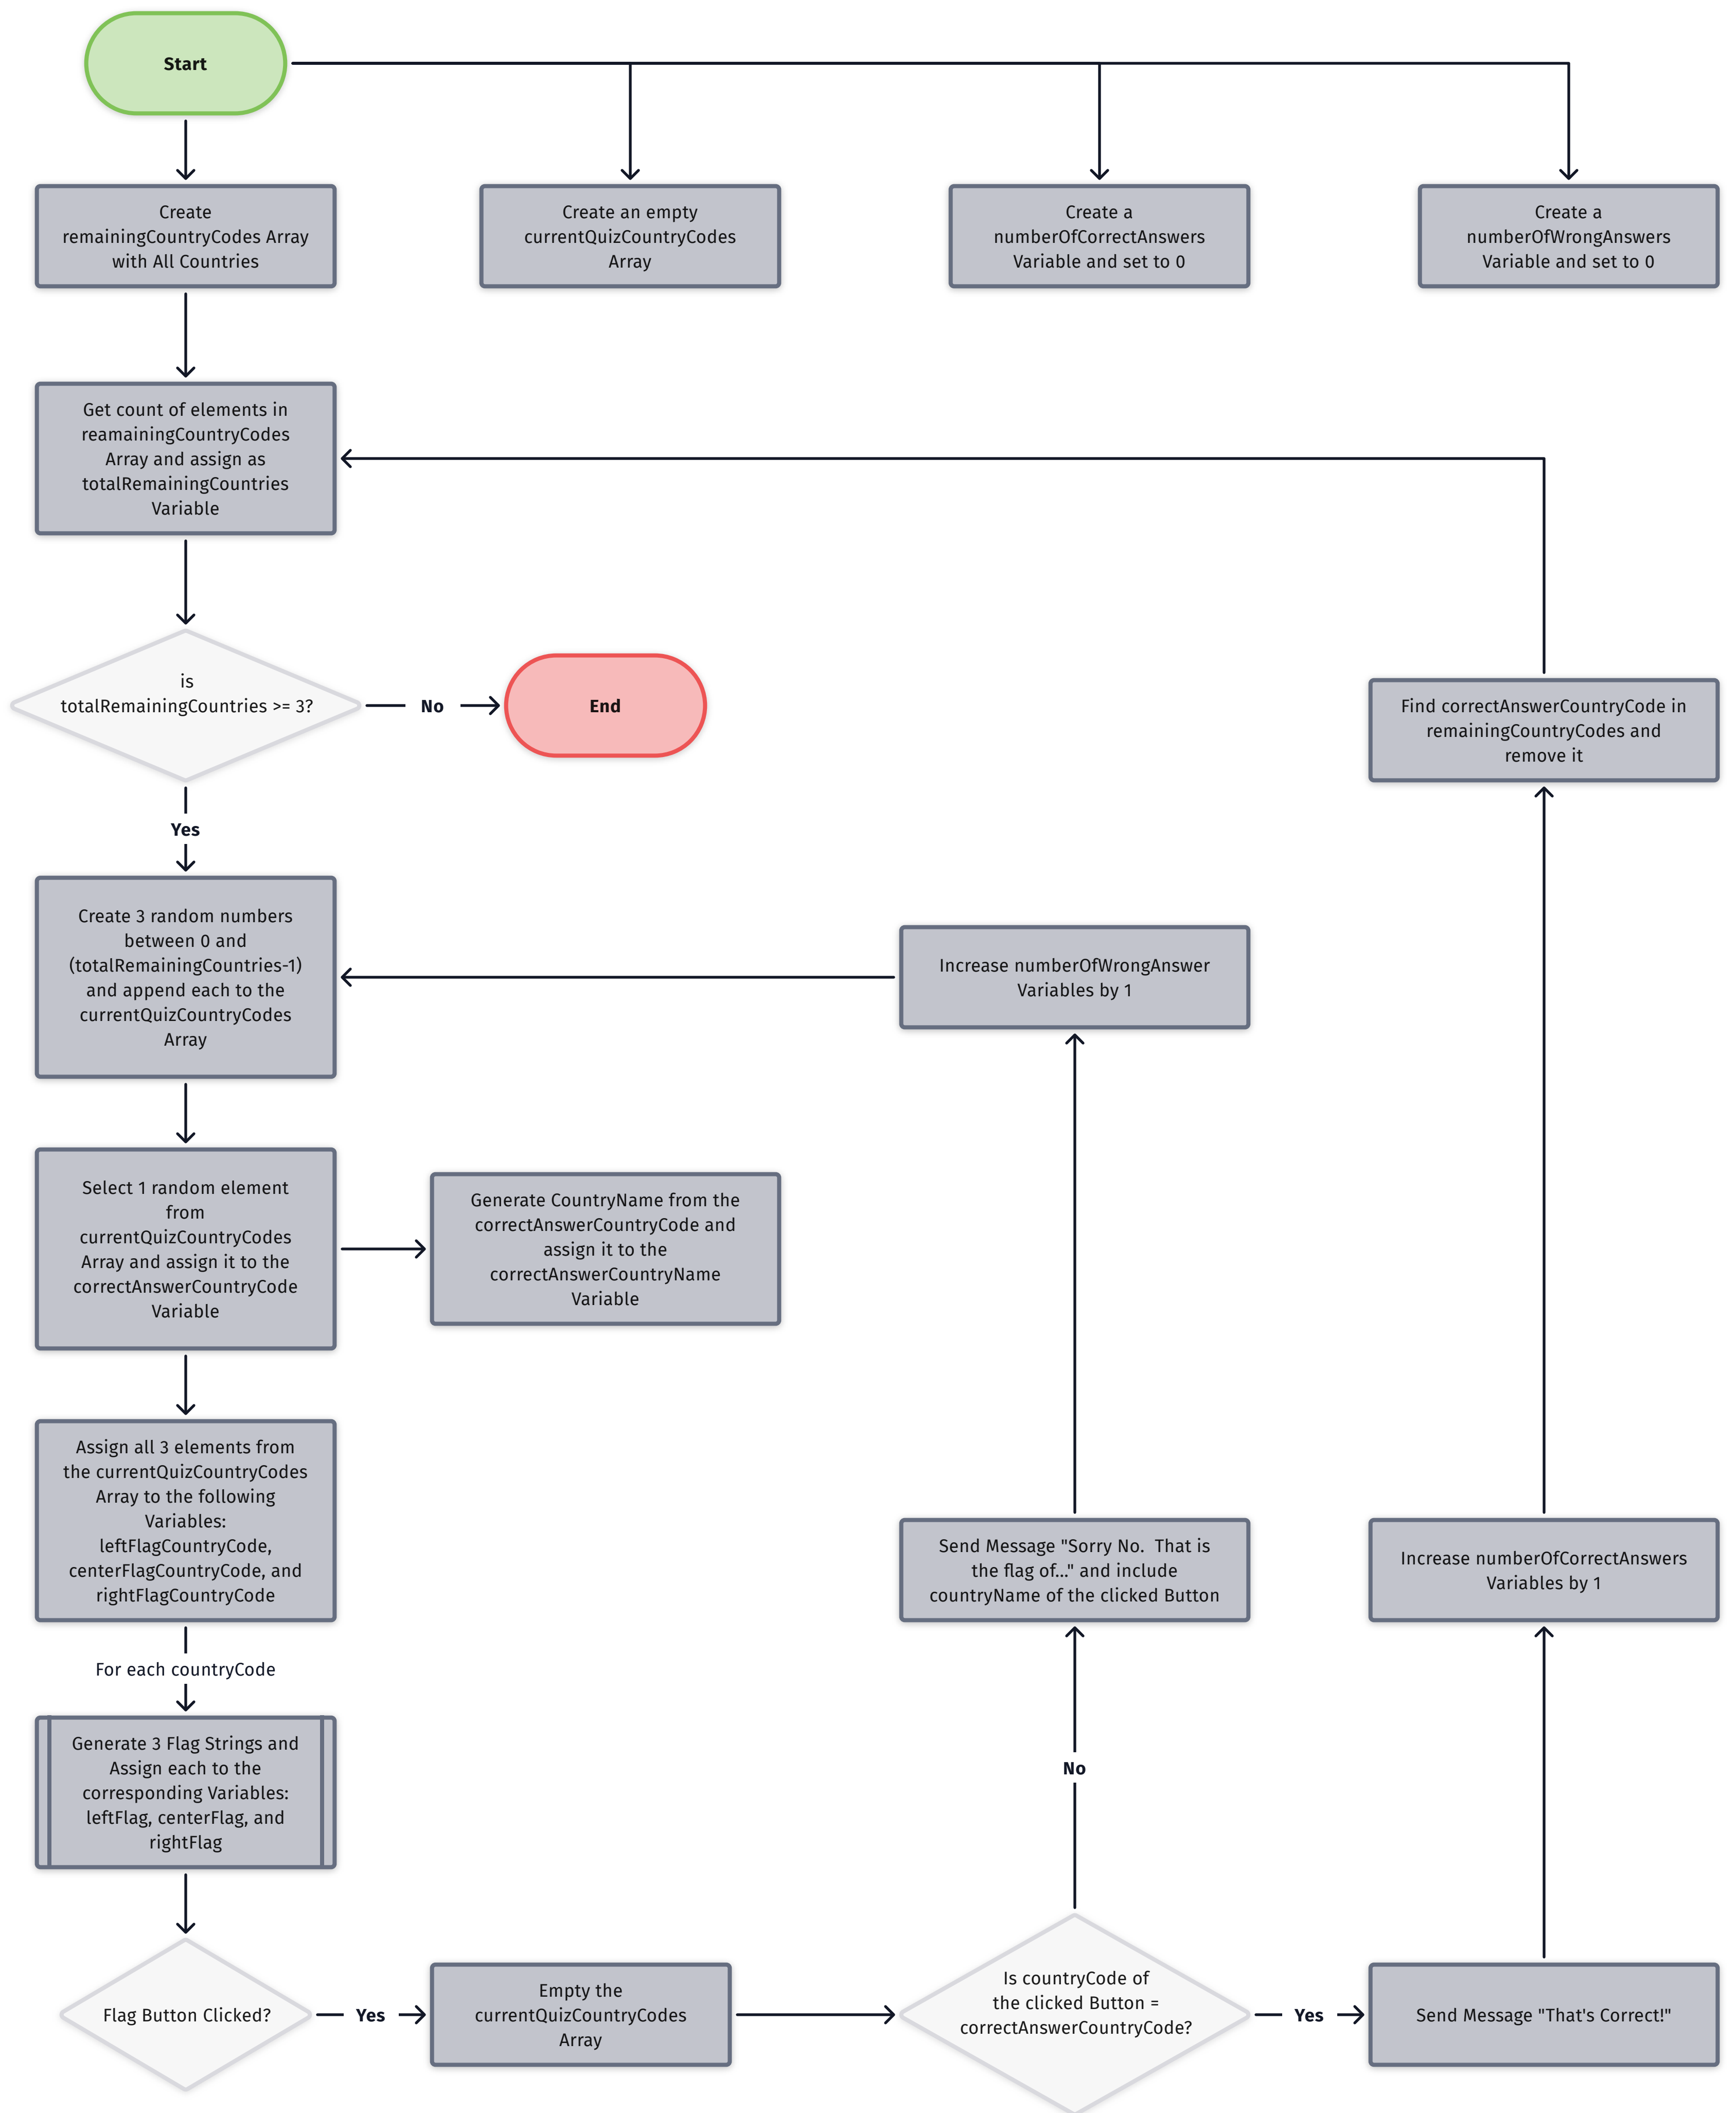 Start
Create
remainingCountryCodes Array
with All Countries
Create an empty
currentQuizCountryCodes
Array
Create a
numberOfCorrectAnswers
Variable and set to 0
Create a
numberOfWrongAnswers
Variable and set to 0
Get count of elements in
reamainingCountryCodes
Array and assign as
totalRemainingCountries
Variable
is
totalRemainingCountries >= 3?
No
End
Find correctAnswerCountryCode in
remainingCountryCodes and
remove it
Yes
Create 3 random numbers
between 0 and
(totalRemainingCountries-1)
and append each to the
currentQuizCountryCodes
Array
Increase numberOfWrongAnswer
Variables by 1
Select 1 random element
from
currentQuizCountryCodes
Array and assign it to the
correctAnswerCountryCode
Variable
Generate CountryName from the
correctAnswerCountryCode and
assign it to the
correctAnswerCountryName
Variable
Assign all 3 elements from
the currentQuizCountryCodes
Array to the following
Variables:
leftFlagCountryCode,
centerFlagCountryCode, and
rightFlagCountryCode
Send Message "Sorry No.  That is
the flag of..." and include
countryName of the clicked Button
Increase numberOfCorrectAnswers
Variables by 1
For each countryCode
Generate 3 Flag Strings and
Assign each to the
corresponding Variables:
leftFlag, centerFlag, and
rightFlag
No
Flag Button Clicked?
Yes
Empty the
currentQuizCountryCodes
Array
Is countryCode of
the clicked Button =
correctAnswerCountryCode?
Yes
Send Message "That's Correct!"